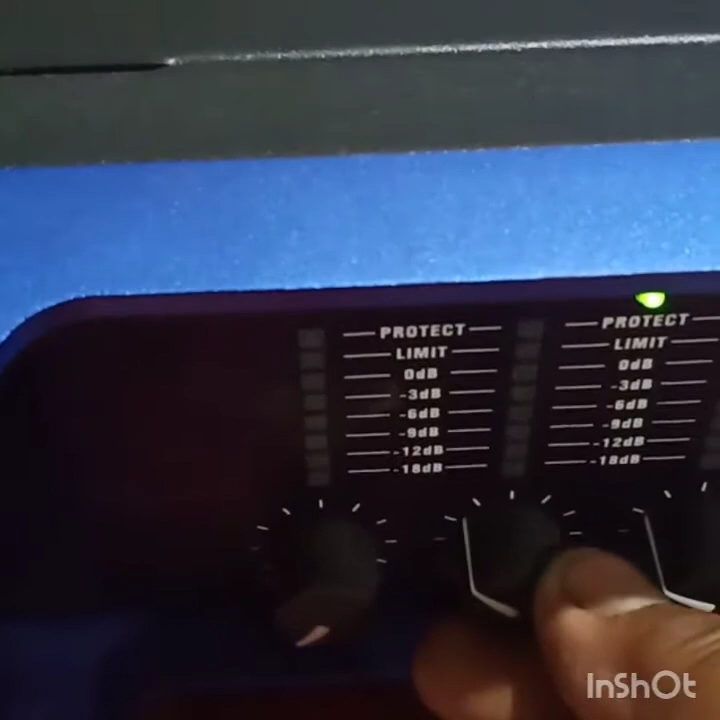 PROTECT
LIMIT
0dB
-3dB
-6dB
-9dB
-12dB
-18dB
PROTECT
LIMIT
0dB
-3dB
-6dB
-9dB
-12dB
-18dB
InShOt